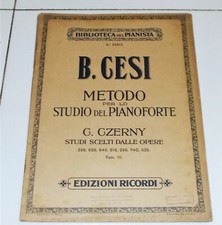 BIBLIOTECA DEL PIANISTA
B. CESI
METODO
PER LO
STUDIO DEL PIANOFORTE
C. CZERNY
STUDI SCELTI DALLE OPERE
EDIZIONI RICORDI